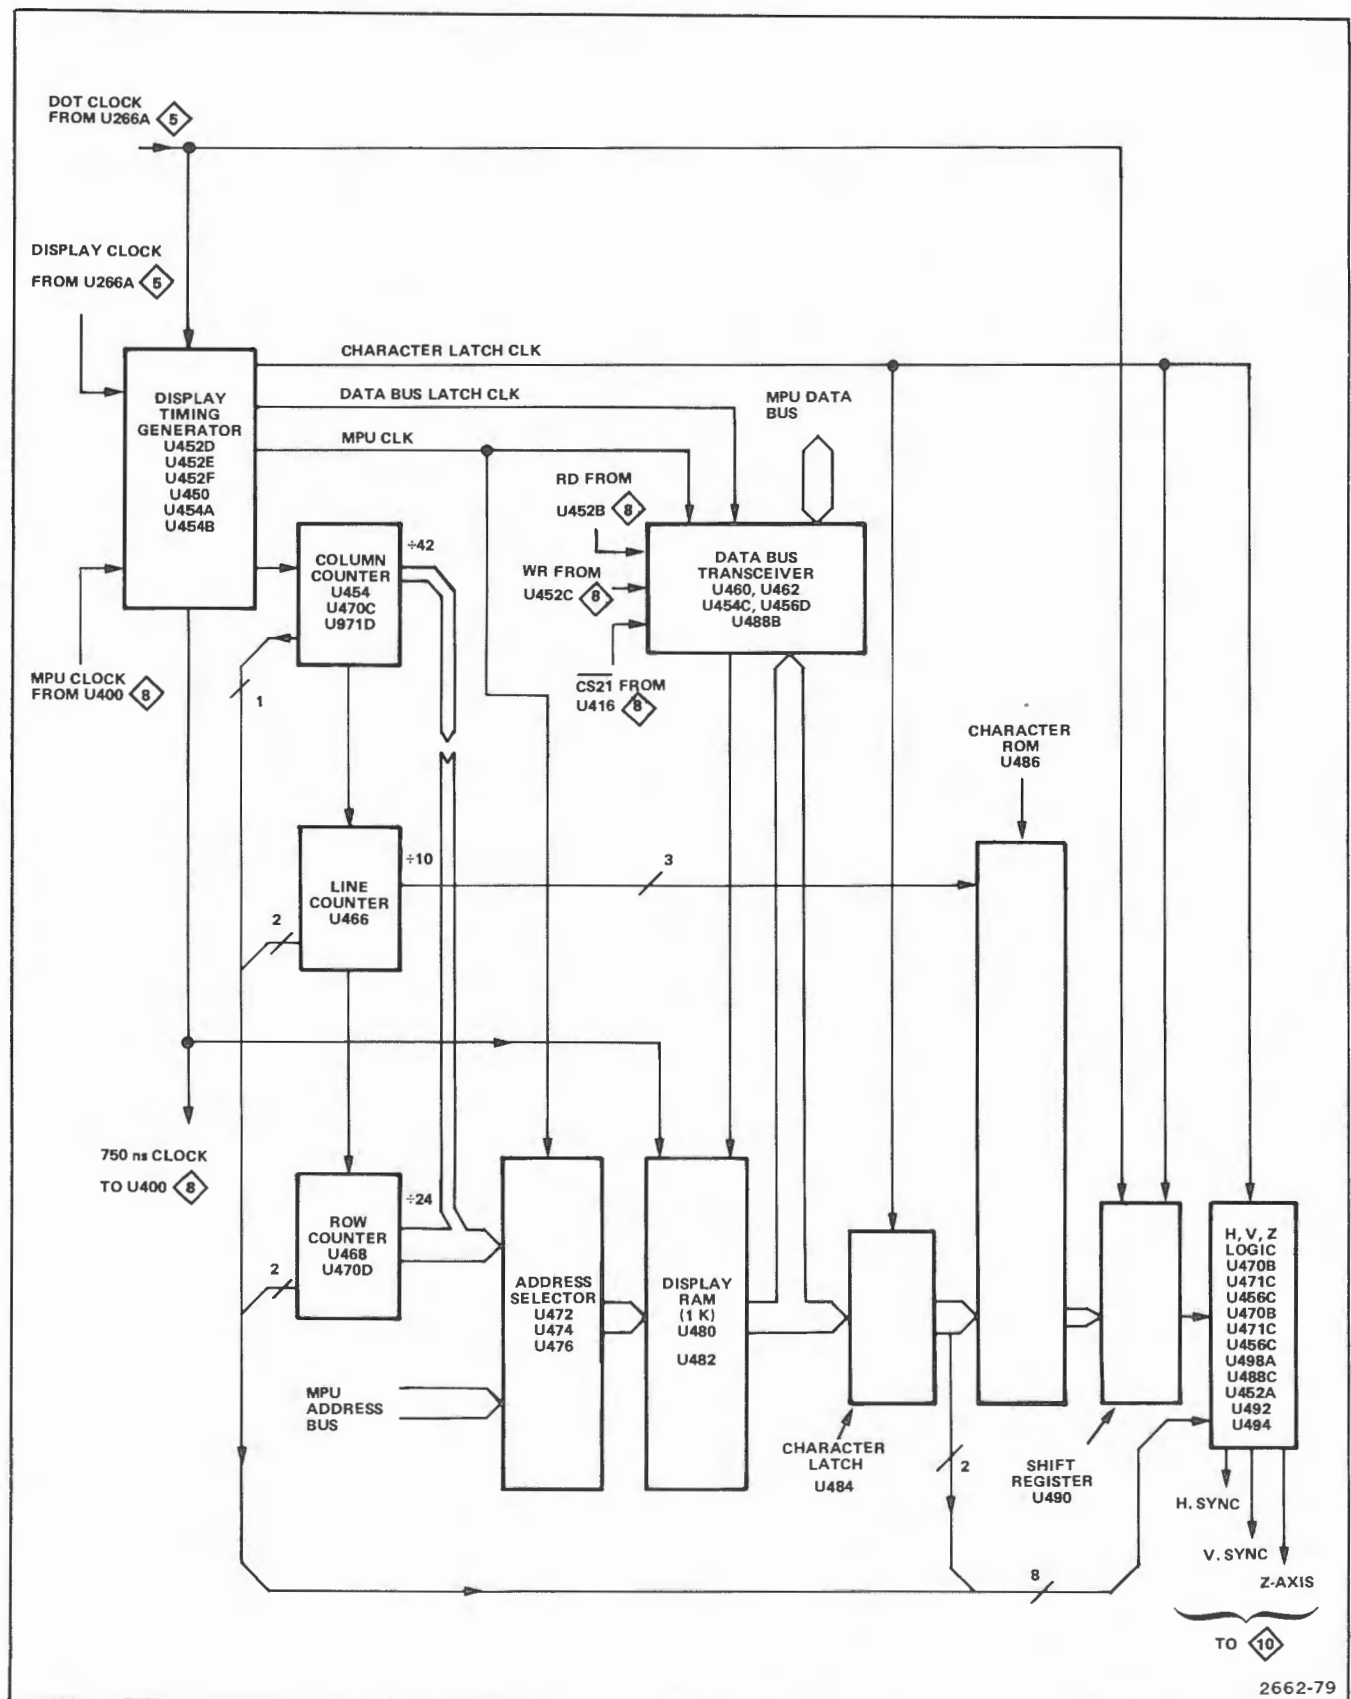 DOT CLOCK
FROM U266A 5
DISPLAY CLOCK
FROM U266A 5
CHARACTER LATCH CLK
DATA BUS LATCH CLK
MPU CLK
MPU DATA
BUS
DISPLAY
TIMING
GENERATOR
U452D
U452E
U452F
U450
U454A
U454B
RD FROM
U452B 8
WR FROM
U452C 8
CS21 FROM
U416 8
DATA BUS
TRANSCEIVER
U460, U462
U454C, U456D
U488B
÷42
COLUMN
COUNTER
U454
U470C
U971D
MPU CLOCK
FROM U400 8
1
CHARACTER
ROM
U486
÷10
LINE
COUNTER
U466
3
2
750 ns CLOCK
TO U400 8
÷24
ROW
COUNTER
U468
U470D
2
ADDRESS
SELECTOR
U472
U474
U476
DISPLAY
RAM
(1 K)
U480
U482
MPU
ADDRESS
BUS
CHARACTER
LATCH
U484
2
SHIFT
REGISTER
U490
H, V, Z
LOGIC
U470B
U471C
U456C
U470B
U471C
U456C
U498A
U488C
U452A
U492
U494
H. SYNC
V. SYNC
Z-AXIS
8
TO 10
2662-79